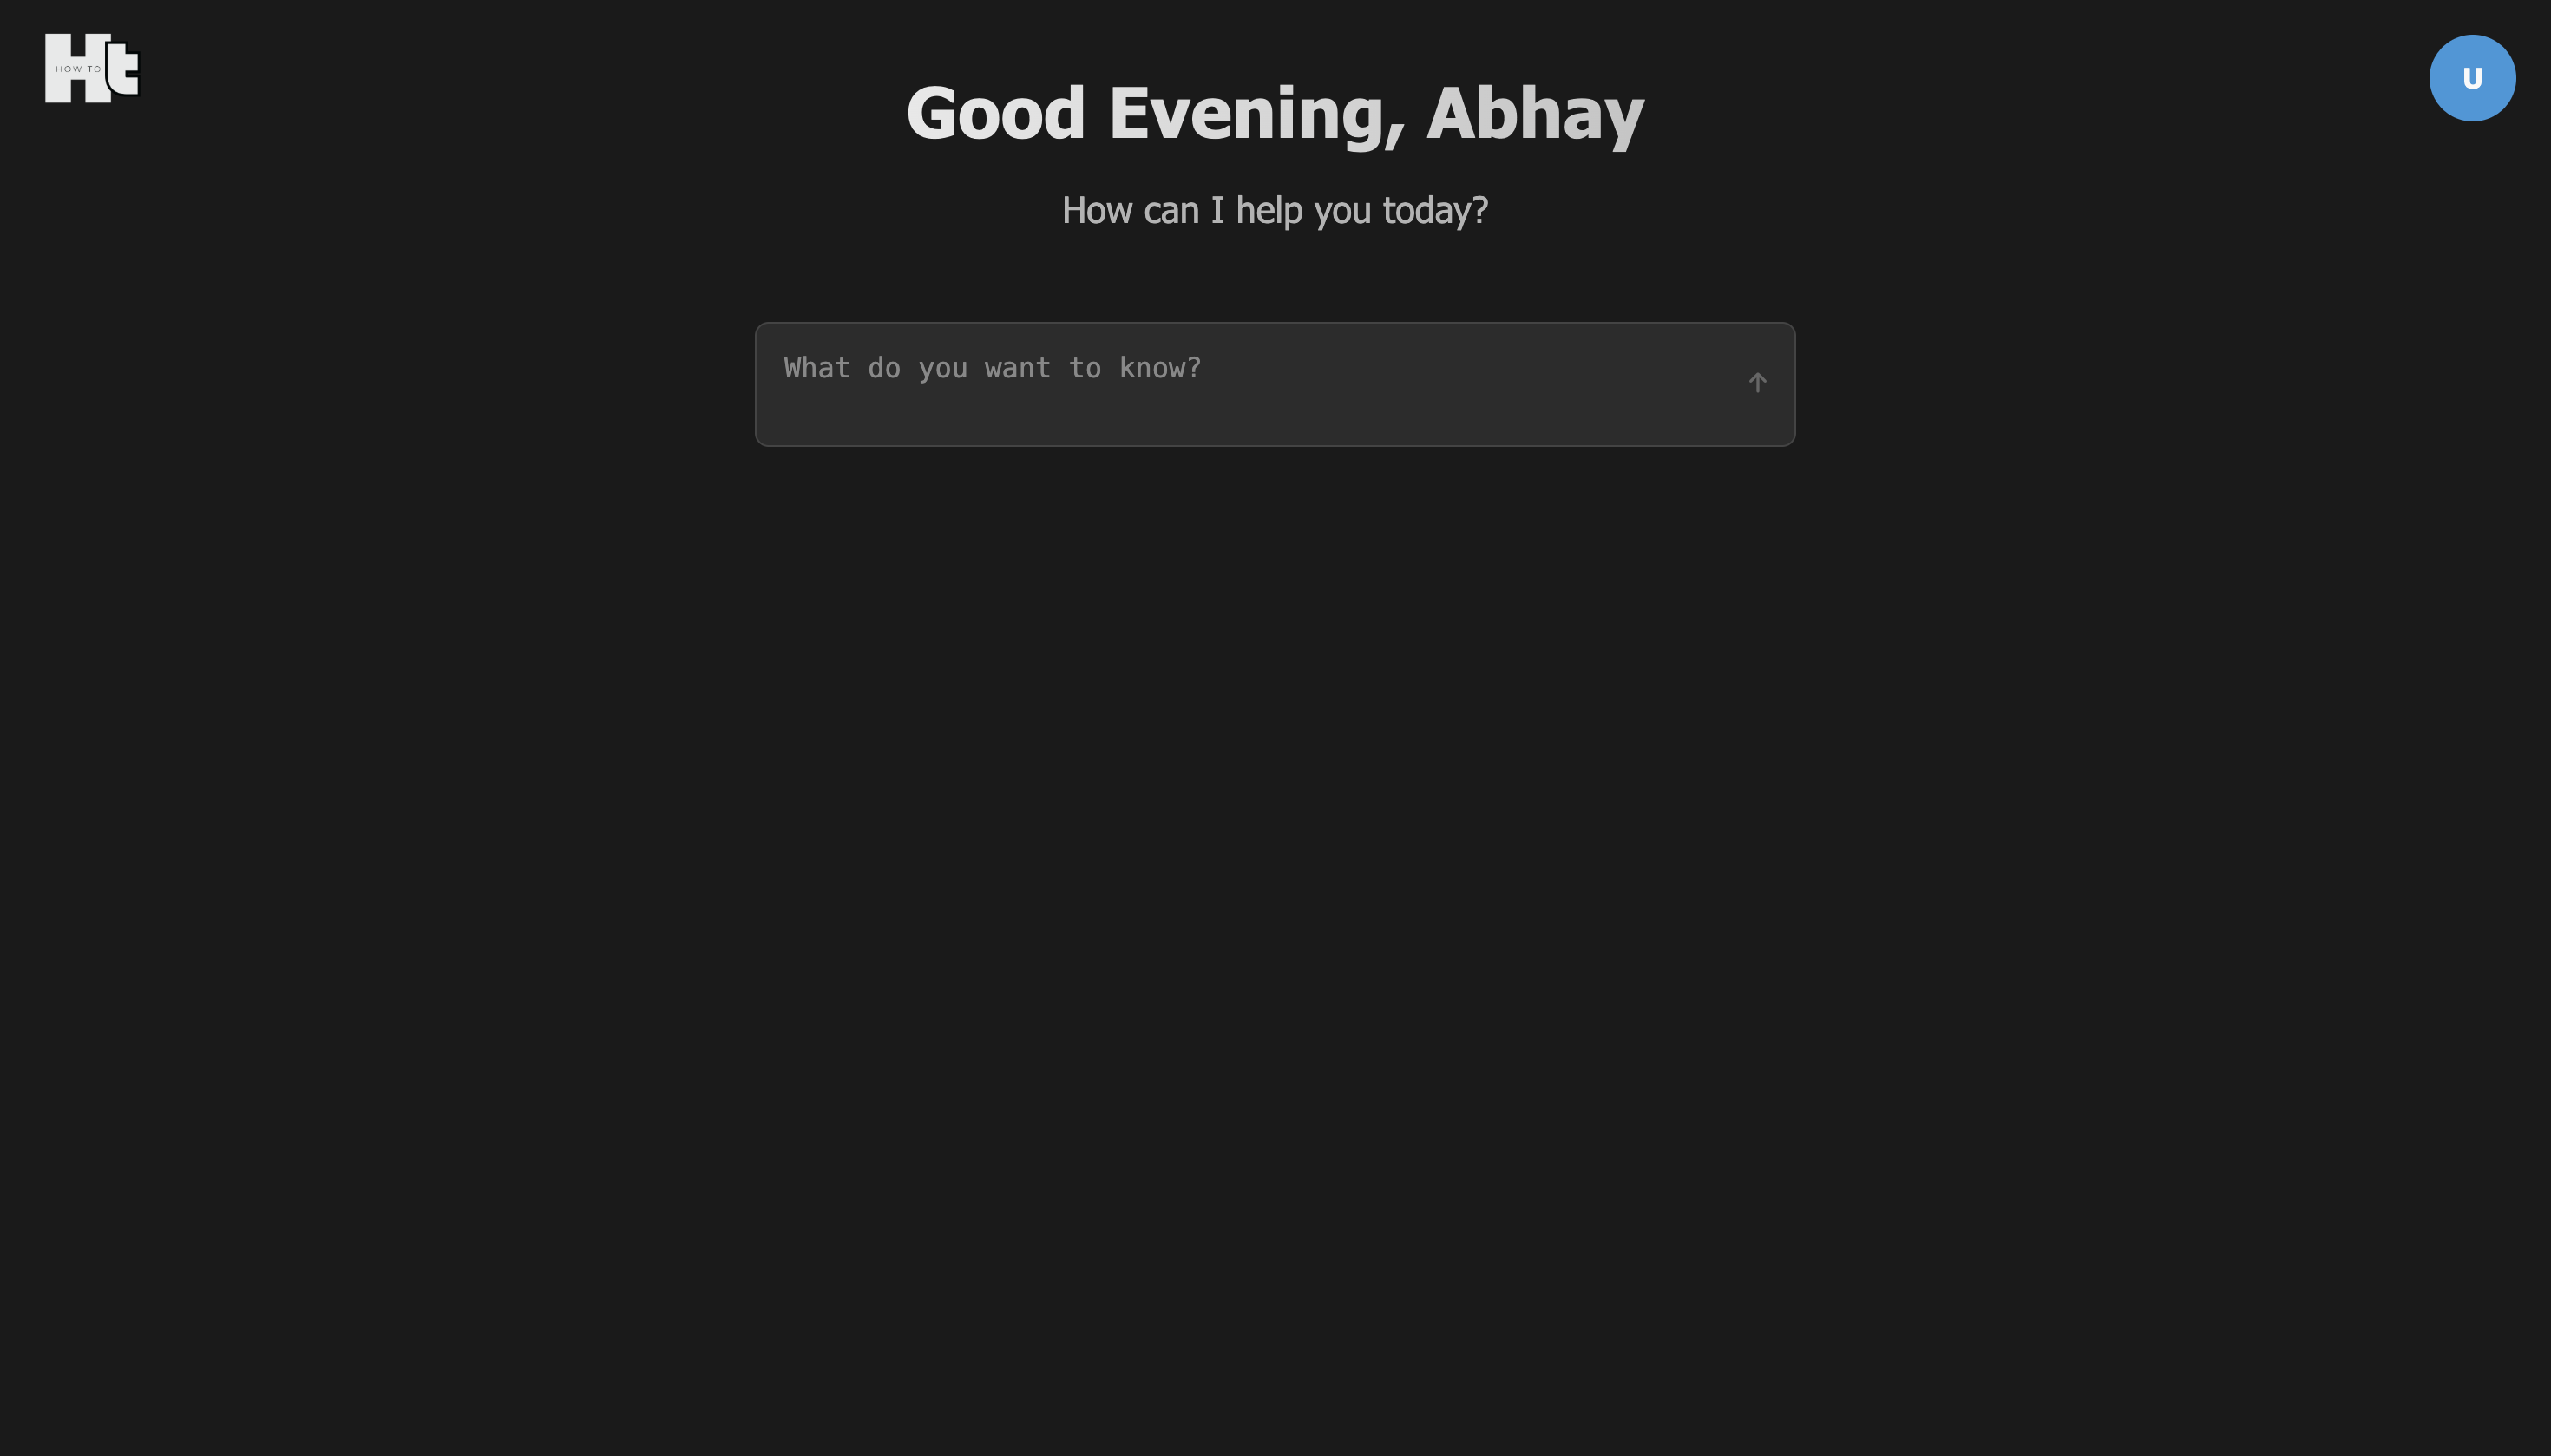 Ht
HOW TO
U
Good Evening, Abhay
How can I help you today?
What do you want to know?